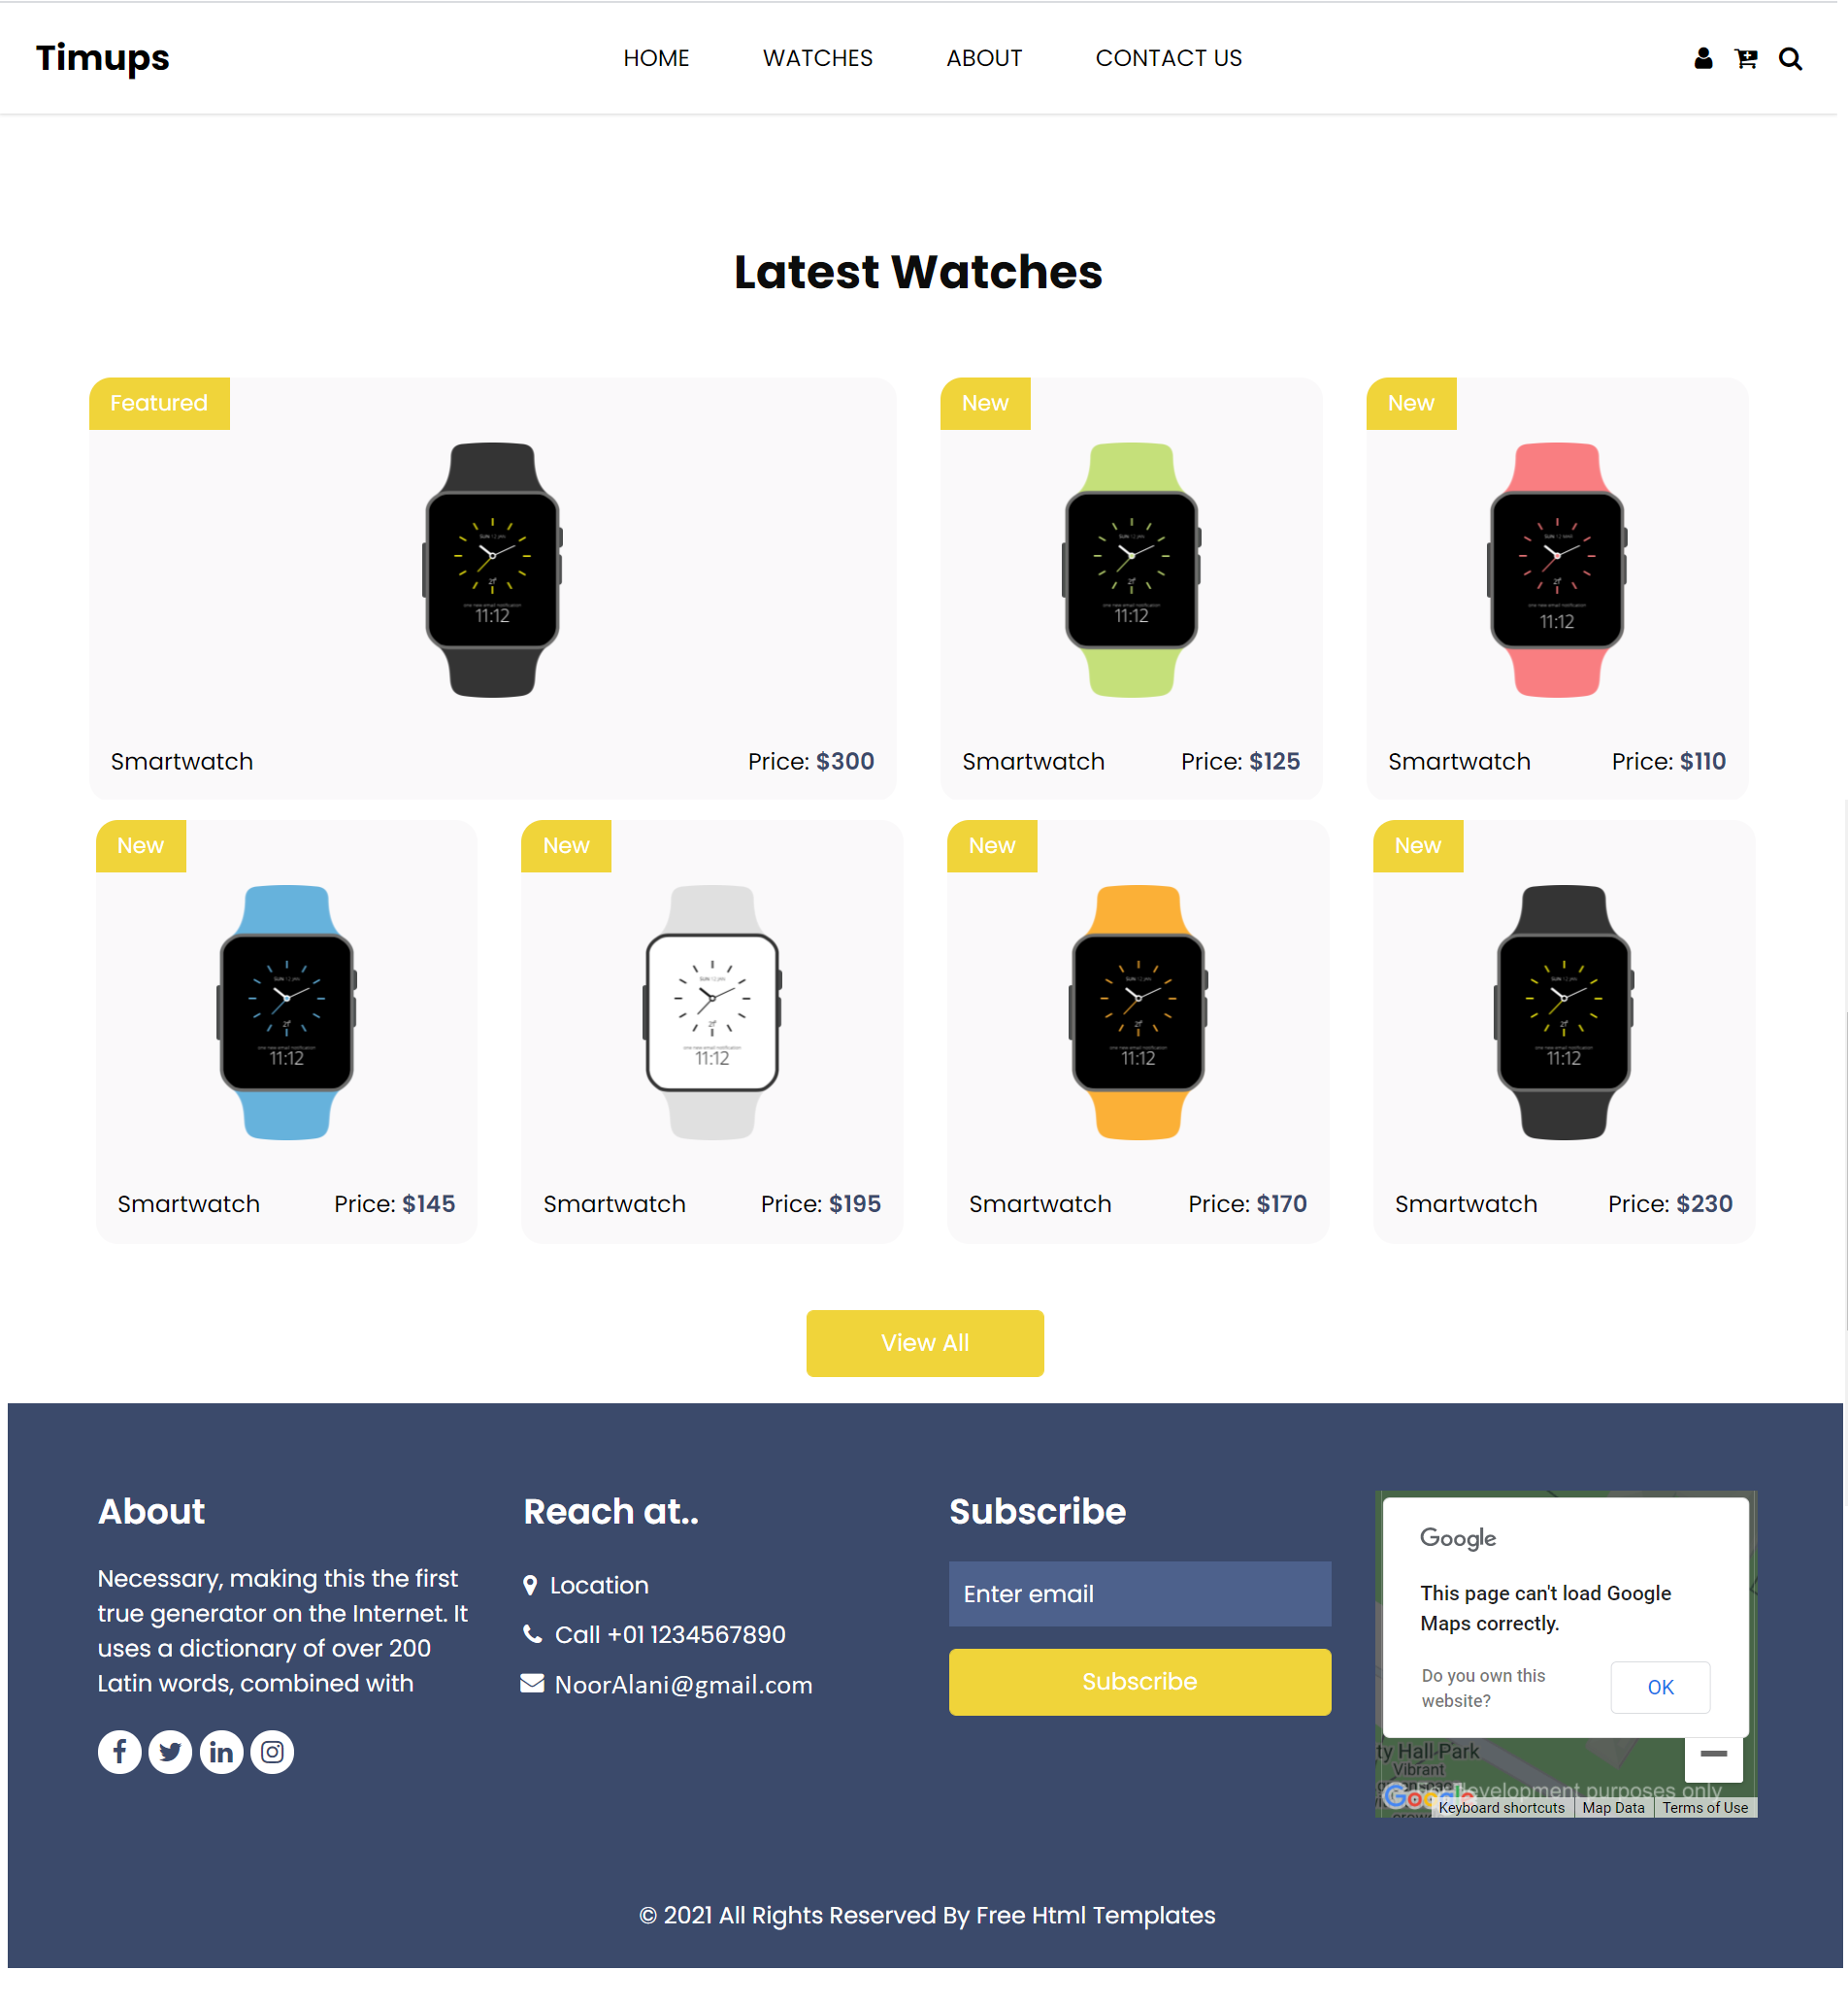 Timups
HOME WATCHES ABOUT CONTACT US
Latest Watches
Featured
New
New
11:12
11:12
11:12
Smartwatch Price: $300
Smartwatch Price: $125
Smartwatch Price: $110
New
New
New
New
11:12
11:12
11:12
11:12
Smartwatch Price: $145
Smartwatch Price: $195
Smartwatch Price: $170
Smartwatch Price: $230
View All
About
Necessary, making this the first
true generator on the Internet. It
uses a dictionary of over 200
Latin words, combined with
Reach at..
Location
Call +01 1234567890
NoorAlani@gmail.com
Subscribe
Enter email
Subscribe
Google
This page can't load Google
Maps correctly.
Do you own this
website?
OK
ty Hall Park
Vibrant
development purposes only
Google
Keyboard shortcuts Map Data Terms of Use
© 2021 All Rights Reserved By Free Html Templates